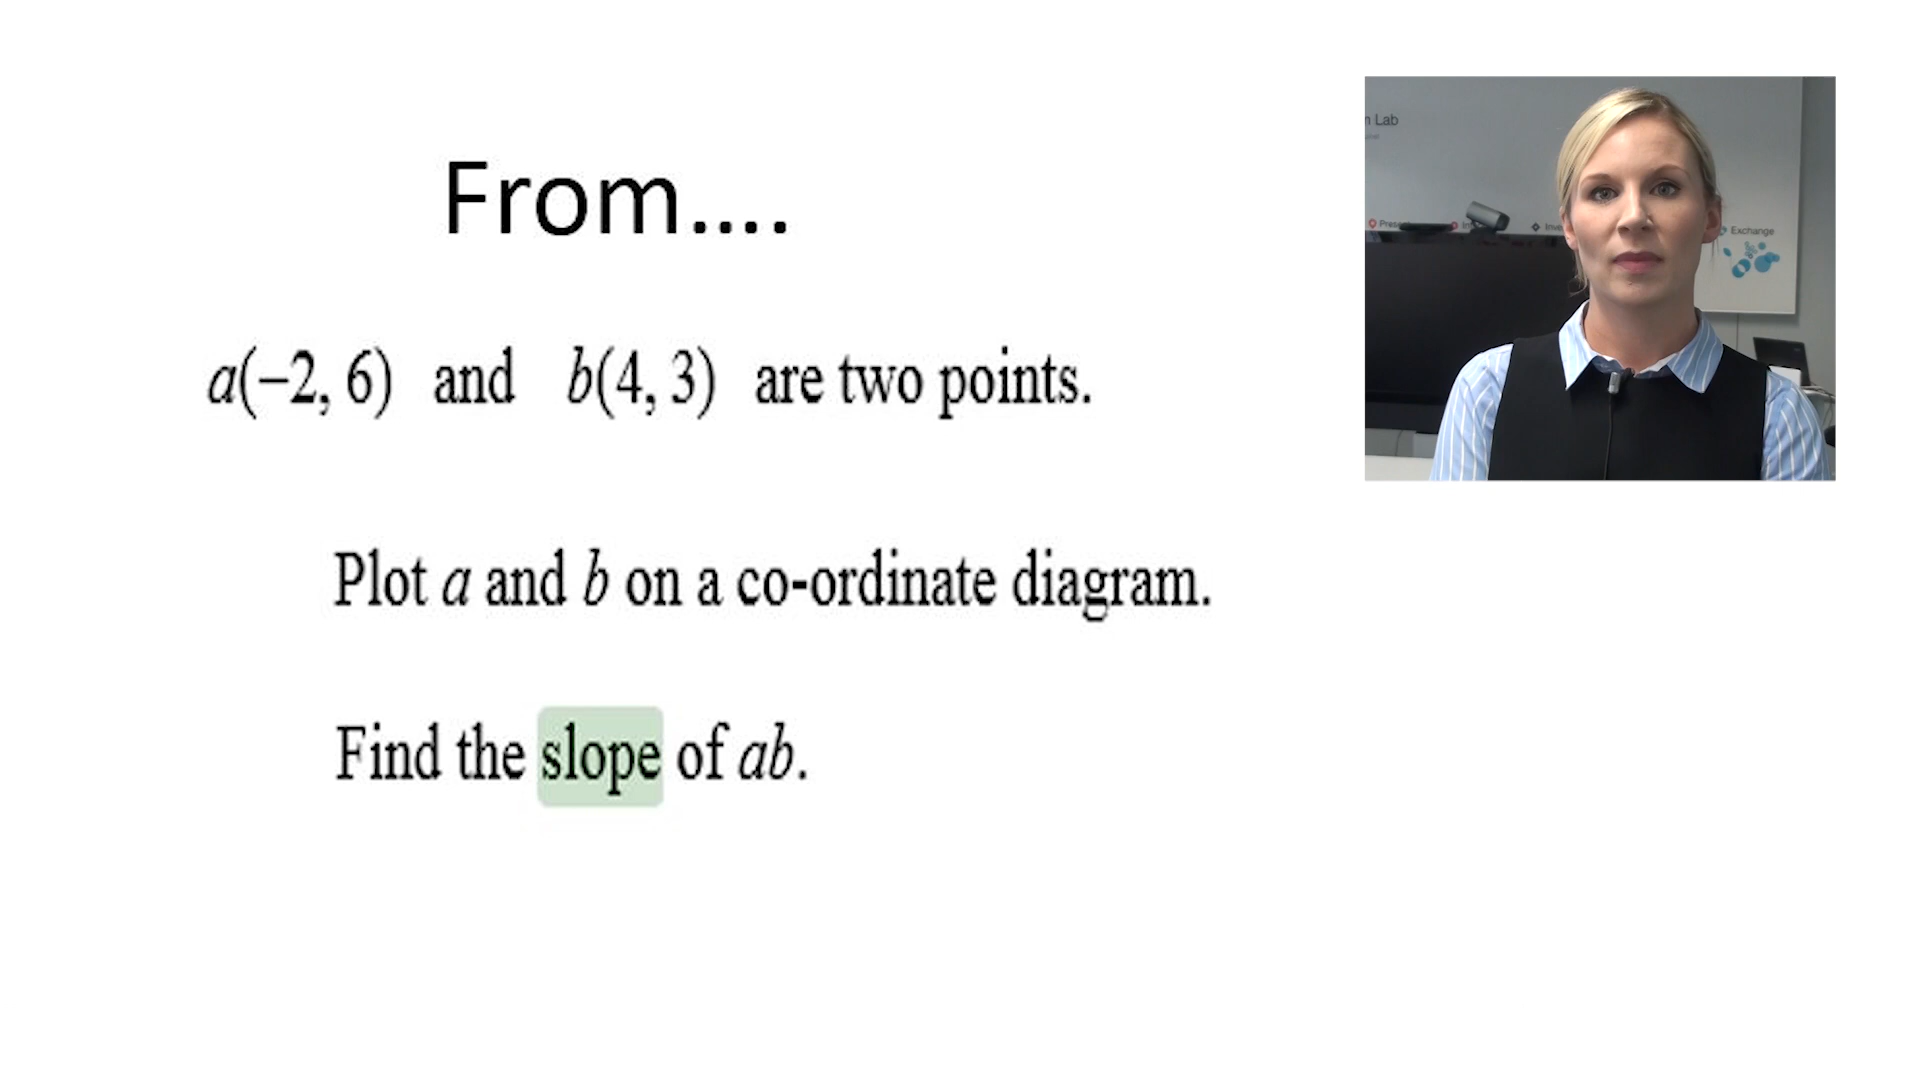 From....
a(–2, 6) and b(4, 3) are two points.
Plot a and b on a co-ordinate diagram.
Find the slope of ab.
Lab
Exchange